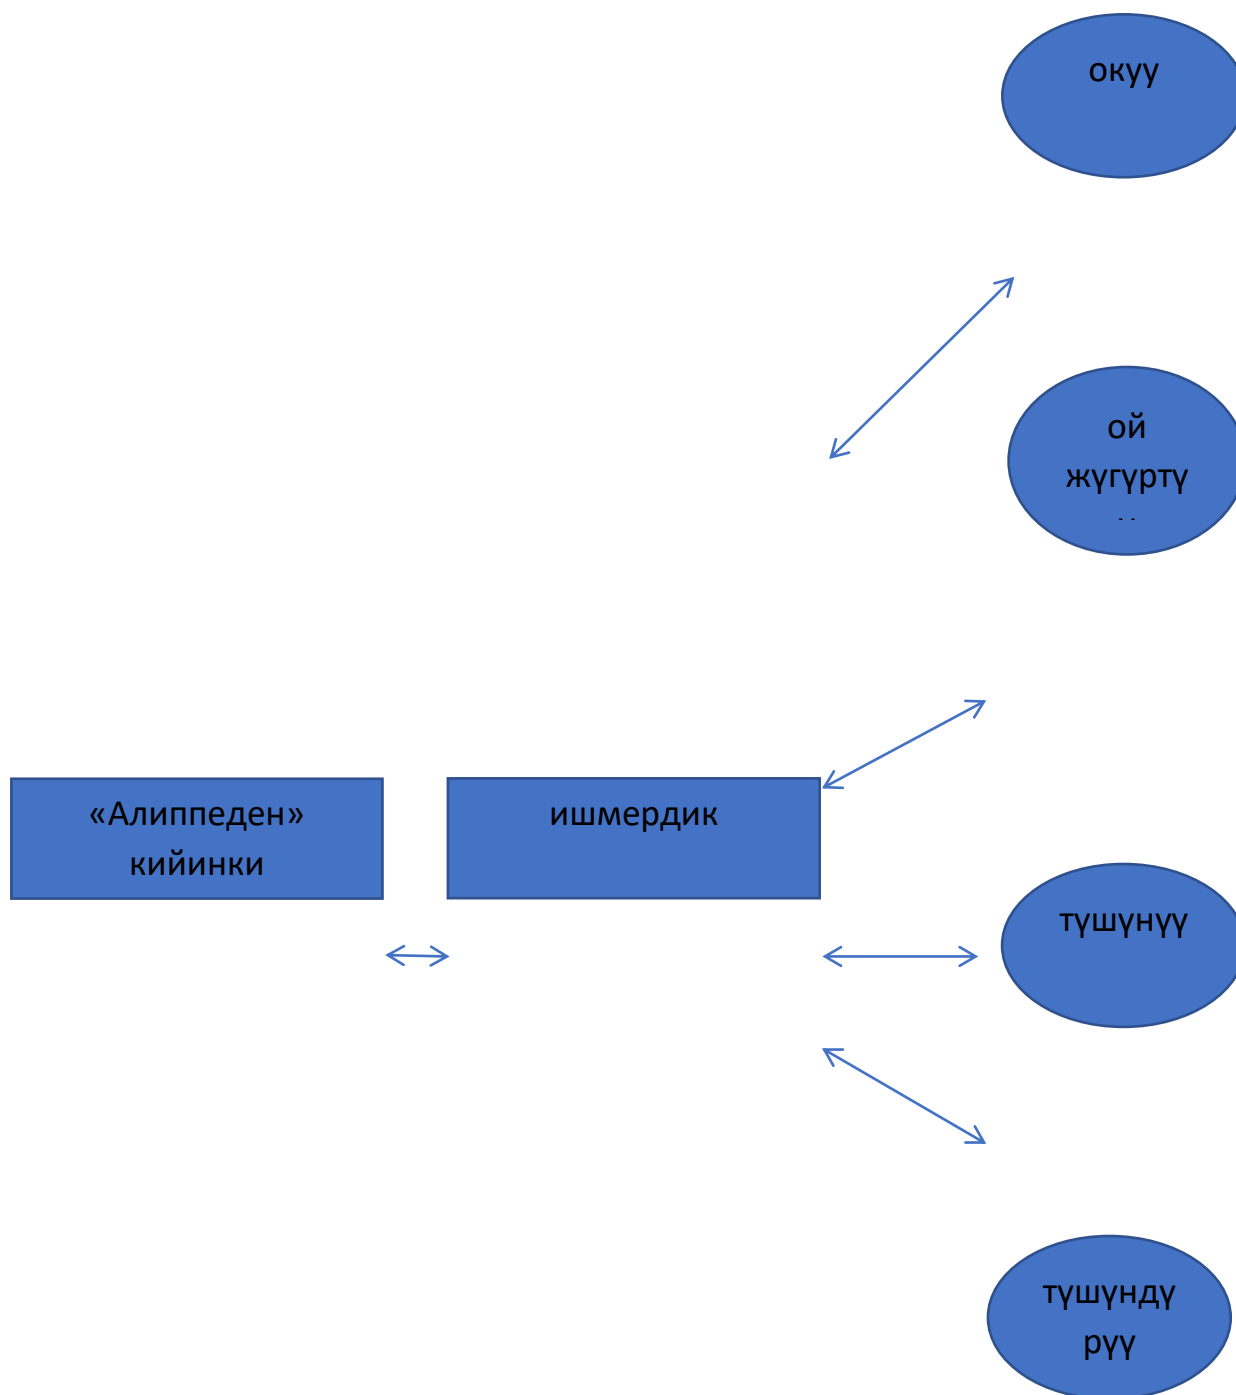 окуу
ой
жүгүртү
«Алиппеден»
кийинки
ишмердик
түшүнүү
түшүндү
рүү